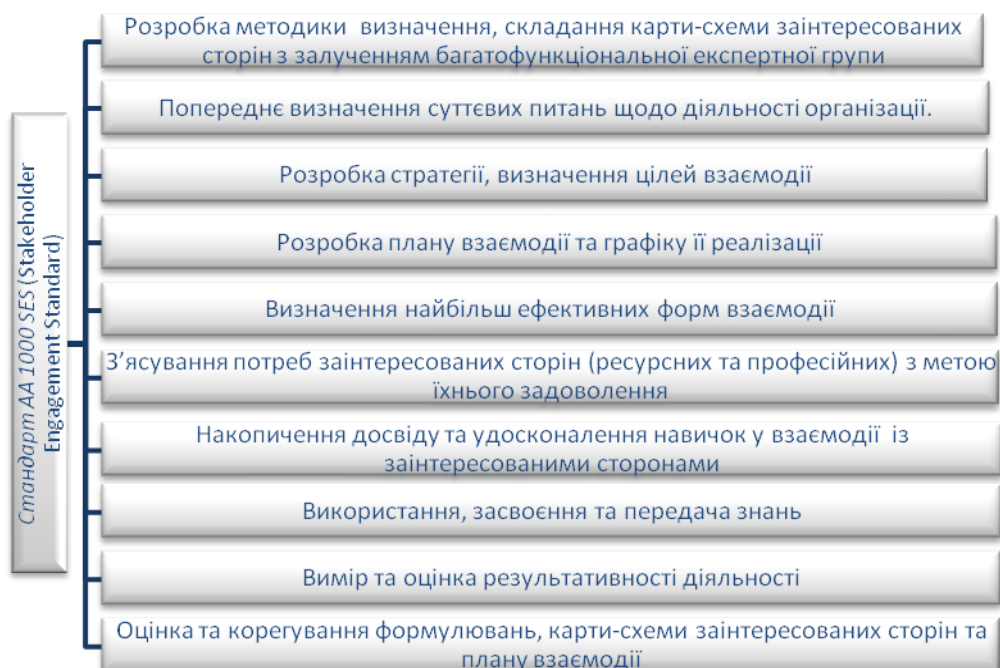 Стандарт АА 1000 SES (Stakeholder
Engagement Standard)
Розробка методики визначення, складання карти-схеми заінтересованих
сторін з залученням багатофункціональної експертної групи
Попереднє визначення суттєвих питань щодо діяльності організації.
Розробка стратегії, визначення цілей взаємодії
Розробка плану взаємодії та графіку її реалізації
Визначення найбільш ефективних форм взаємодії
З’ясування потреб заінтересованих сторін (ресурсних та професійних) з метою
їхнього задоволення
Накопичення досвіду та удосконалення навичок у взаємодії із
заінтересованими сторонами
Використання, засвоєння та передача знань
Вимір та оцінка результативності діяльності
Оцінка та корегування формулювань, карти-схеми заінтересованих сторін та
плану взаємодії